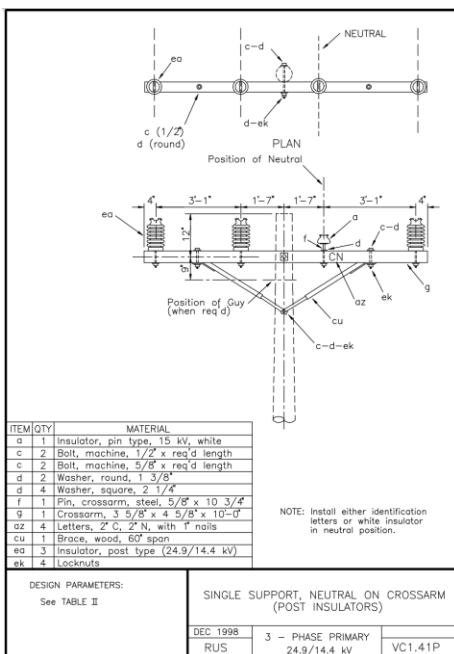 NEUTRAL
ea
c-d
c (1/2")
d (round)
d-ek
PLAN
Position of Neutral
4" 3'-1" 1'-7" 1'-7" 3'-1" 4"
ea
12"
f
a
d
c-d
9"
CN
az
ek
g
Position of Guy
(when req'd)
cu
c-d-ek
ITEM QTY MATERIAL
a 1 Insulator, pin type, 15 kV, white
c 2 Bolt, machine, 1/2" x req'd length
c 2 Bolt, machine, 5/8" x req'd length
d 2 Washer, round, 1 3/8"
d 4 Washer, square, 2 1/4"
f 1 Pin, crossarm, steel, 5/8" x 10 3/4"
g 1 Crossarm, 3 5/8" x 4 5/8" x 10'-0"
az 4 Letters, 2" C, 2" N, with 1" nails
cu 1 Brace, wood, 60" span
ea 3 Insulator, post type (24.9/14.4 kV)
ek 4 Locknuts
NOTE: Install either identification
letters or white insulator
in neutral position.
DESIGN PARAMETERS:
See TABLE II
SINGLE SUPPORT, NEUTRAL ON CROSSARM
(POST INSULATORS)
DEC 1998
RUS
3 - PHASE PRIMARY
24.9/14.4 kV
VC1.41P